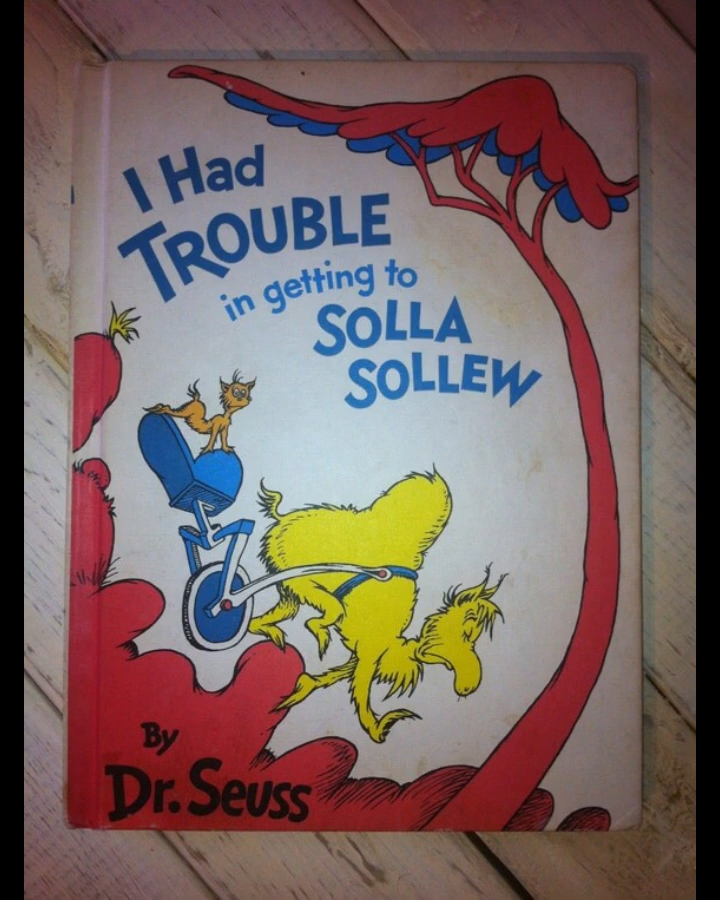 I Had
TROUBLE
in getting to
SOLLA
SOLLEW
By
Dr. Seuss